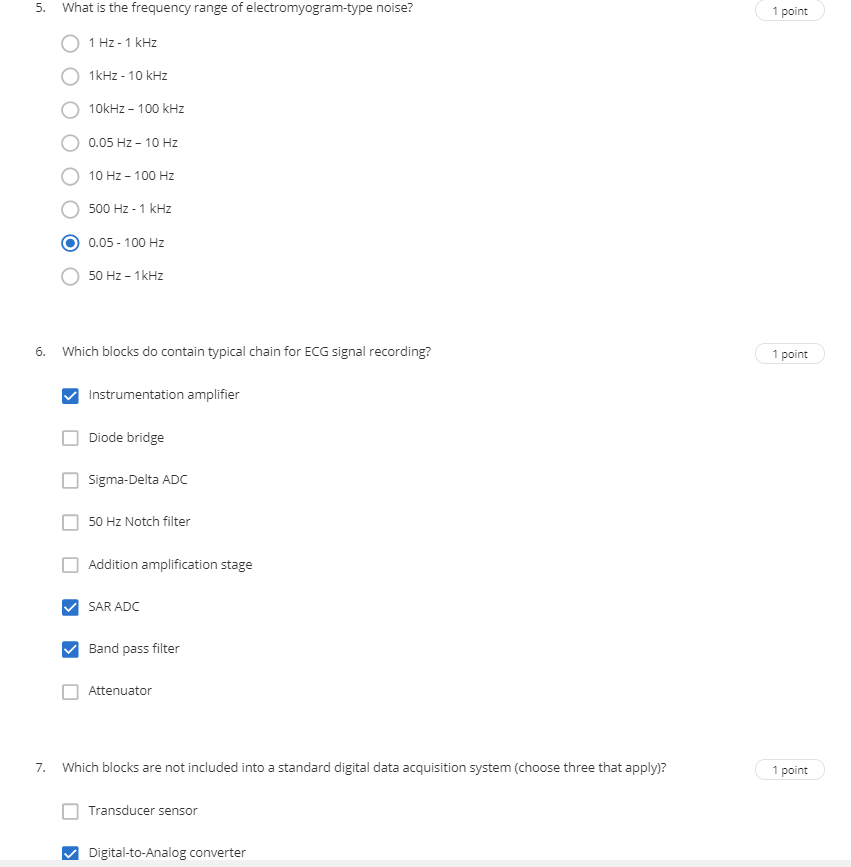 5. What is the frequency range of electromyogram-type noise?
1 point
1 Hz - 1 kHz
1kHz - 10 kHz
10kHz – 100 kHz
0.05 Hz – 10 Hz
10 Hz – 100 Hz
500 Hz - 1 kHz
0.05 - 100 Hz
50 Hz – 1kHz
6. Which blocks do contain typical chain for ECG signal recording?
1 point
Instrumentation amplifier
Diode bridge
Sigma-Delta ADC
50 Hz Notch filter
Addition amplification stage
SAR ADC
Band pass filter
Attenuator
7. Which blocks are not included into a standard digital data acquisition system (choose three that apply)?
1 point
Transducer sensor
Digital-to-Analog converter